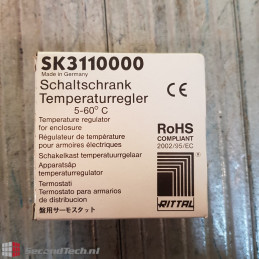 SK3110000
Made in Germany
Schaltschrank
Temperaturregler
5-60° C
CE
Temperature regulator
for enclosure
Régulateur de température
pour armoires électriques
Schakelkast temperatuurregelaar
Apparatsåp
temperaturregulator
Termostati
Termostato para armarios
de distribución
盤用サーモスタット
RoHS
COMPLIANT
2002/95/EC
RITTAL
SecondTech.nl